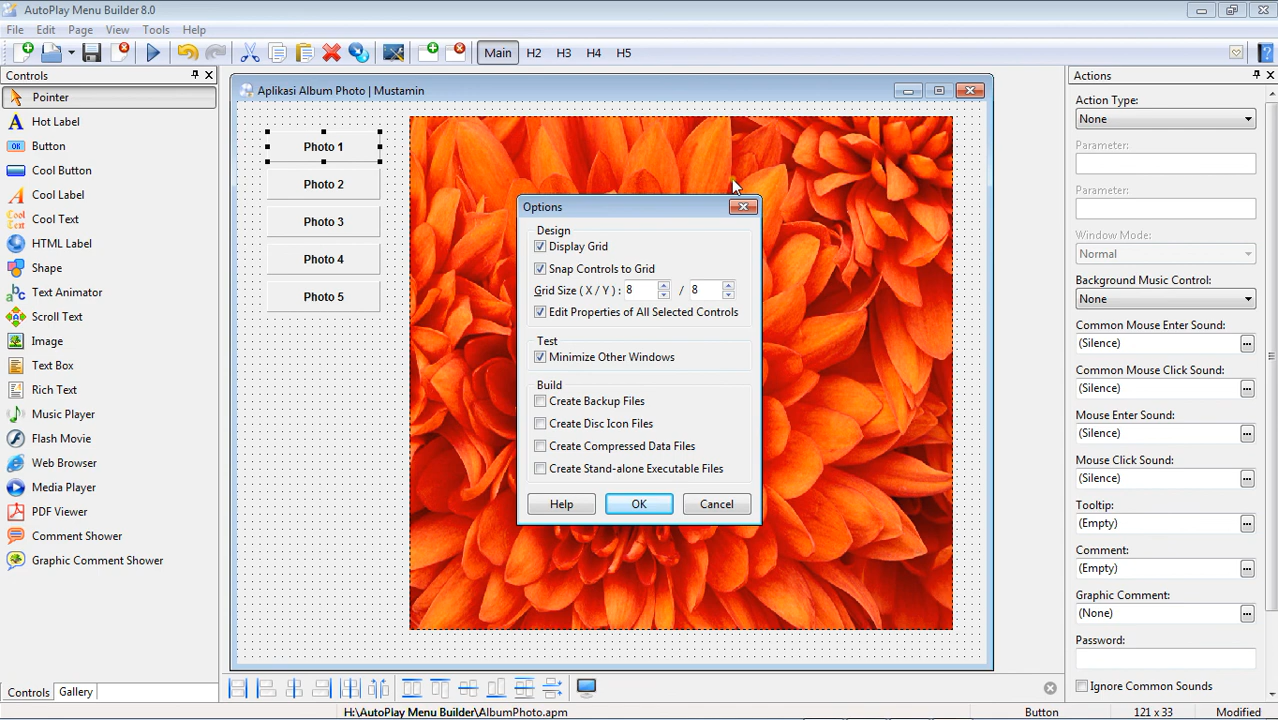 AutoPlay Menu Builder 8.0
File Edit Page View Tools Help
Main H2 H3 H4 H5
Controls
Pointer
Hot Label
Button
Cool Button
Cool Label
Cool Text
HTML Label
Shape
Text Animator
Scroll Text
Image
Text Box
Rich Text
Music Player
Flash Movie
Web Browser
Media Player
PDF Viewer
Comment Shower
Graphic Comment Shower
Controls Gallery
Aplikasi Album Photo | Mustamin
Photo 1
Photo 2
Photo 3
Photo 4
Photo 5
Options
Design
Display Grid
Snap Controls to Grid
Grid Size ( X / Y ) : 8 / 8
Edit Properties of All Selected Controls
Test
Minimize Other Windows
Build
Create Backup Files
Create Disc Icon Files
Create Compressed Data Files
Create Stand-alone Executable Files
Help OK Cancel
Actions
Action Type:
None
Parameter:
Parameter:
Window Mode:
Normal
Background Music Control:
None
Common Mouse Enter Sound:
(Silence)
Common Mouse Click Sound:
(Silence)
Mouse Enter Sound:
(Silence)
Mouse Click Sound:
(Silence)
Tooltip:
(Empty)
Comment:
(Empty)
Graphic Comment:
(None)
Password:
Ignore Common Sounds
H:\AutoPlay Menu Builder\AlbumPhoto.apm Button 121 x 33 Modified